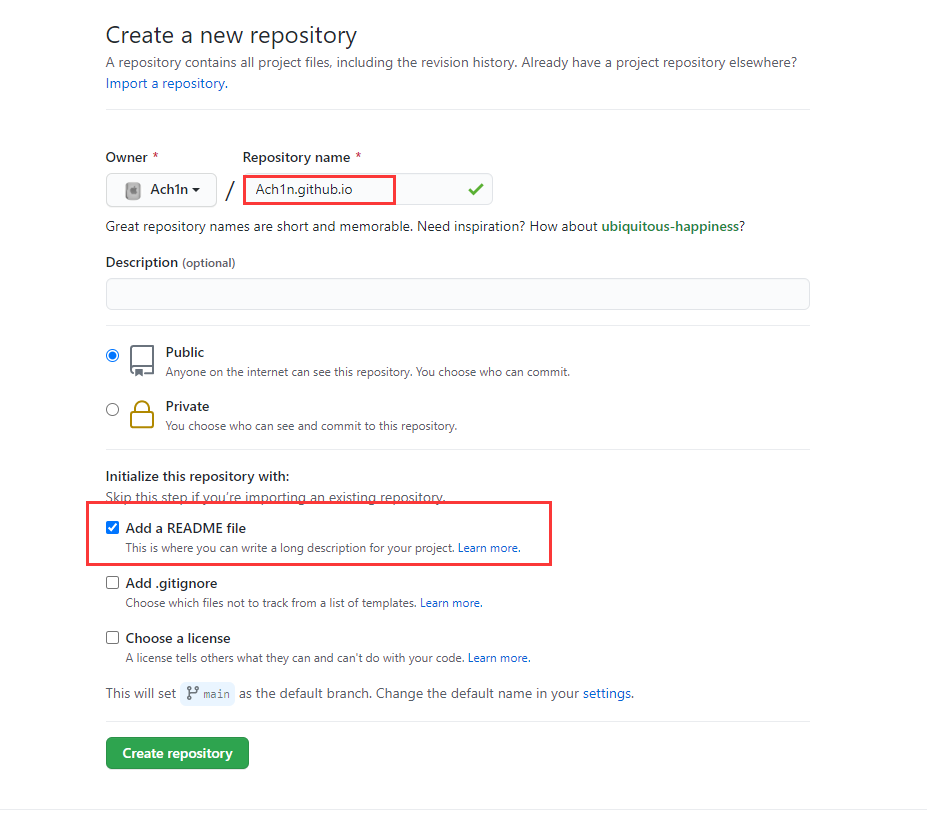 Create a new repository
A repository contains all project files, including the revision history. Already have a project repository elsewhere?
Import a repository.
Owner * Repository name *
Ach1n / Ach1n.github.io
Great repository names are short and memorable. Need inspiration? How about ubiquitous-happiness?
Description (optional)
Public
Anyone on the internet can see this repository. You choose who can commit.
Private
You choose who can see and commit to this repository.
Initialize this repository with:
Skip this step if you're importing an existing repository.
Add a README file
This is where you can write a long description for your project. Learn more.
Add .gitignore
Choose which files not to track from a list of templates. Learn more.
Choose a license
A license tells others what they can and can't do with your code. Learn more.
This will set main as the default branch. Change the default name in your settings.
Create repository